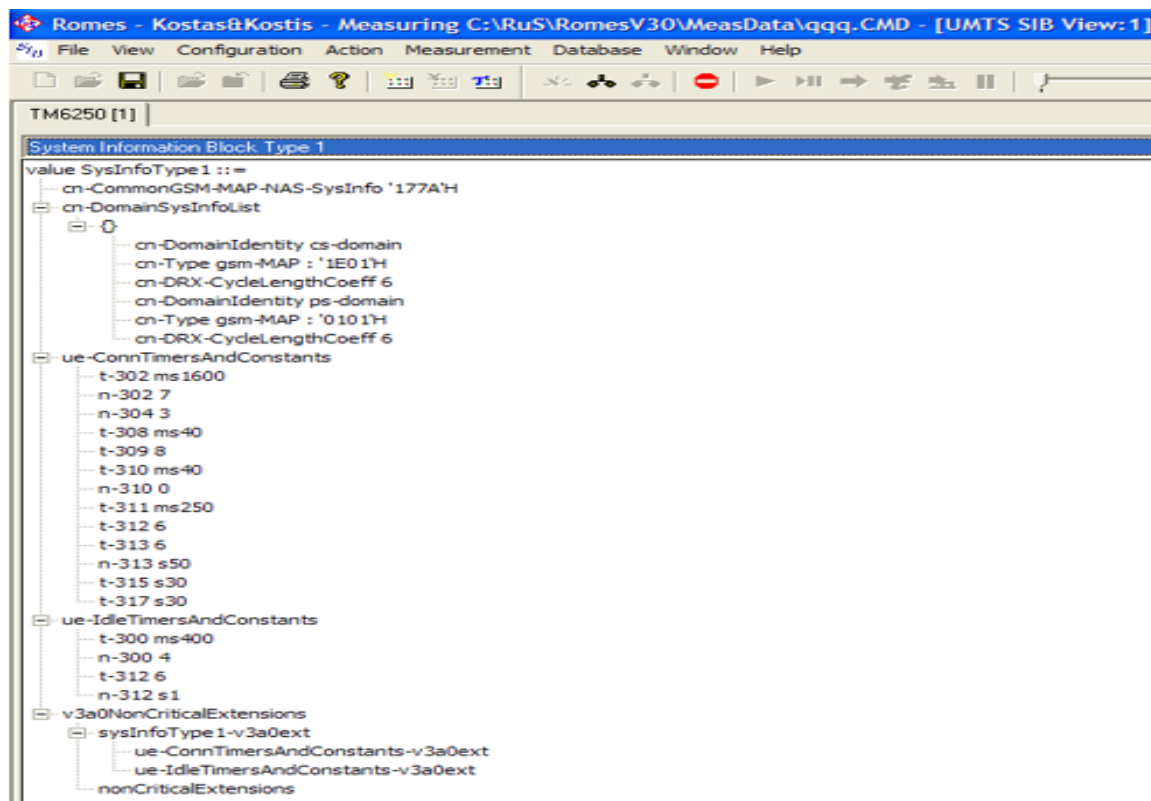 Romes - Kostas&Kostis - Measuring C:\RuS\RomesV30\MeasData\qqq.CMD - [UMTS SIB View:1]
File View Configuration Action Measurement Database Window Help
TM6250 [1]
System Information Block Type 1
value SysInfoType1 ::=
cn-CommonGSM-MAP-NAS-SysInfo '177A'H
cn-DomainSysInfoList
{}
cn-DomainIdentity cs-domain
cn-Type gsm-MAP : '1E01'H
cn-DRX-CycleLengthCoeff 6
cn-DomainIdentity ps-domain
cn-Type gsm-MAP : '0101'H
cn-DRX-CycleLengthCoeff 6
ue-ConnTimersAndConstants
t-302 ms1600
n-302 7
n-304 3
t-308 ms40
t-309 8
t-310 ms40
n-310 0
t-311 ms250
t-312 6
t-313 6
n-313 s50
t-315 s30
t-317 s30
ue-IdleTimersAndConstants
t-300 ms400
n-300 4
t-312 6
n-312 s1
v3a0NonCriticalExtensions
sysInfoType1-v3a0ext
ue-ConnTimersAndConstants-v3a0ext
ue-IdleTimersAndConstants-v3a0ext
nonCriticalExtensions